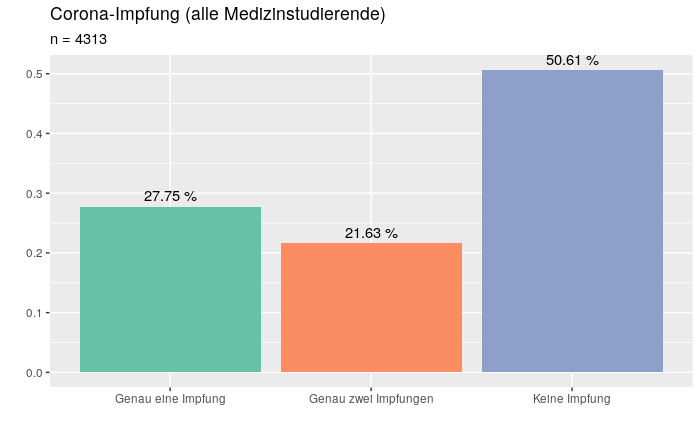 Corona-Impfung (alle Medizinstudierende)
n = 4313
50.61 %
27.75 %
21.63 %
0.5
0.4
0.3
0.2
0.1
0.0
Genau eine Impfung
Genau zwei Impfungen
Keine Impfung